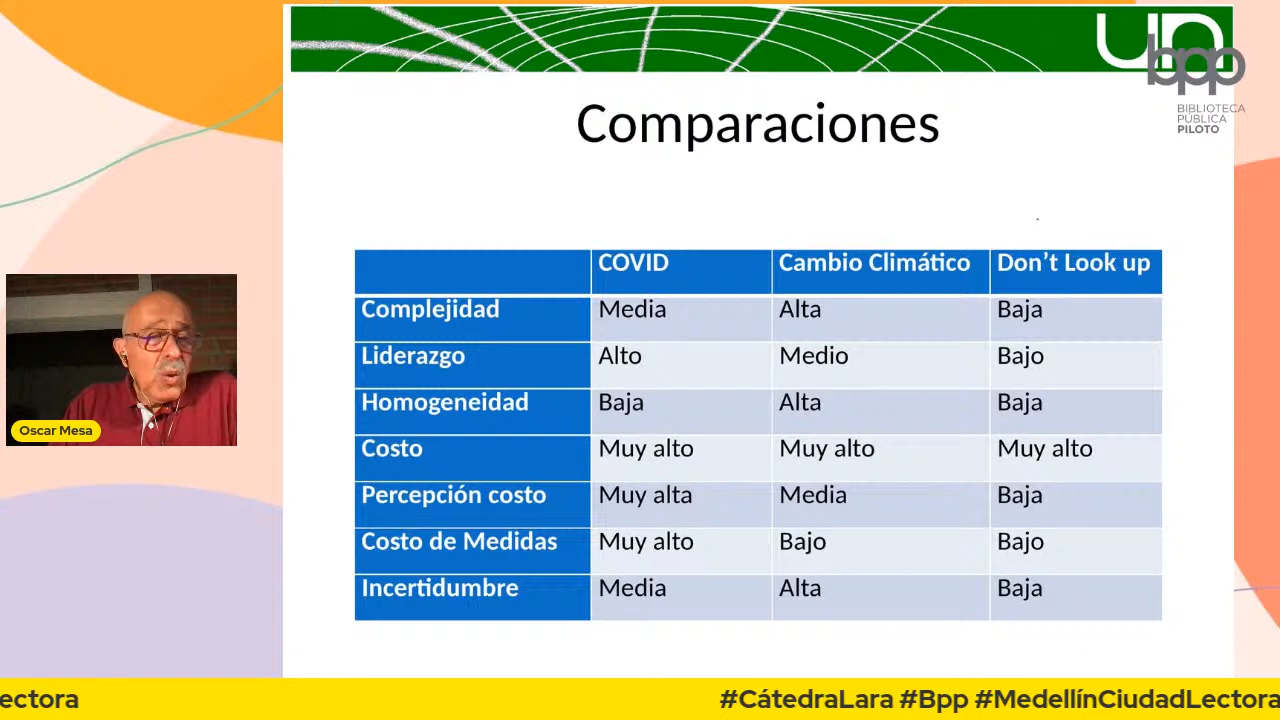 un
bpp
BIBLIOTECA
PÚBLICA
PILOTO
Comparaciones
COVID Cambio Climático Don’t Look up
Complejidad Media Alta Baja
Liderazgo Alto Medio Bajo
Homogeneidad Baja Alta Baja
Costo Muy alto Muy alto Muy alto
Percepción costo Muy alta Media Baja
Costo de Medidas Muy alto Bajo Bajo
Incertidumbre Media Alta Baja
Oscar Mesa
ectora #CátedraLara #Bpp #MedellínCiudadLectora